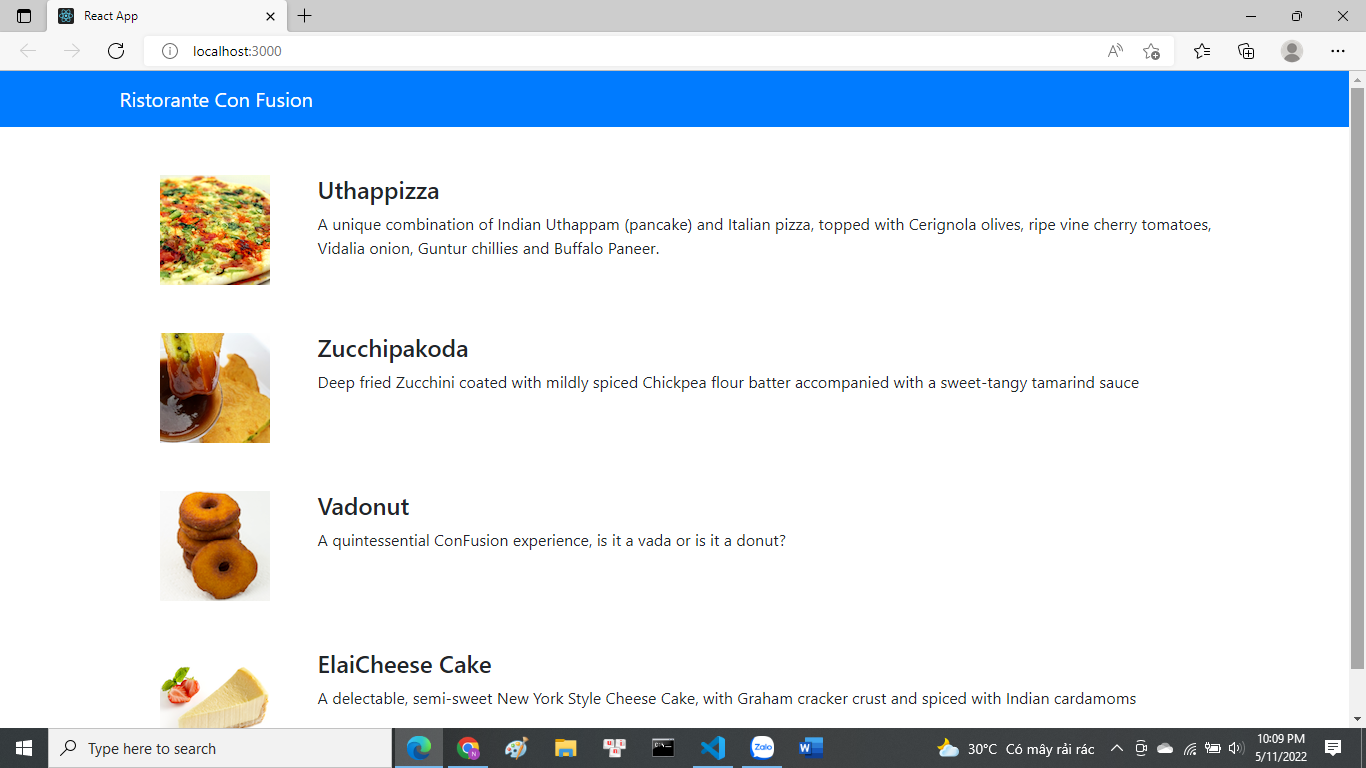 React App
localhost:3000
Ristorante Con Fusion
Uthappizza
A unique combination of Indian Uthappam (pancake) and Italian pizza, topped with Cerignola olives, ripe vine cherry tomatoes,
Vidalia onion, Guntur chillies and Buffalo Paneer.
Zucchipakoda
Deep fried Zucchini coated with mildly spiced Chickpea flour batter accompanied with a sweet-tangy tamarind sauce
Vadonut
A quintessential ConFusion experience, is it a vada or is it a donut?
ElaiCheese Cake
A delectable, semi-sweet New York Style Cheese Cake, with Graham cracker crust and spiced with Indian cardamoms
Type here to search
Zalo
30°C Có mây rải rác
10:09 PM
5/11/2022